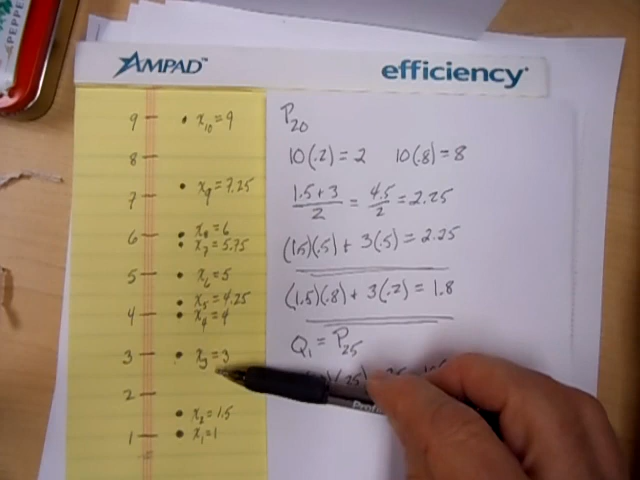 PEPPE
AMPAD™
efficiency
9 x₁₀=9
8
7 x₉=7.25
6 x₈=6
x₇=5.75
5 x₆=5
x₅=4.25
4 x₄=4
3 x₃=3
2
x₂=1.5
1 x₁=1
P₂₀
10(.2)=2 10(.8)=8
(1.5+3)/2 = 4.5/2 = 2.25
(1.5)(.5)+3(.5)=2.25
(1.5)(.8)+3(.2)=1.8
Q₁=P₂₅